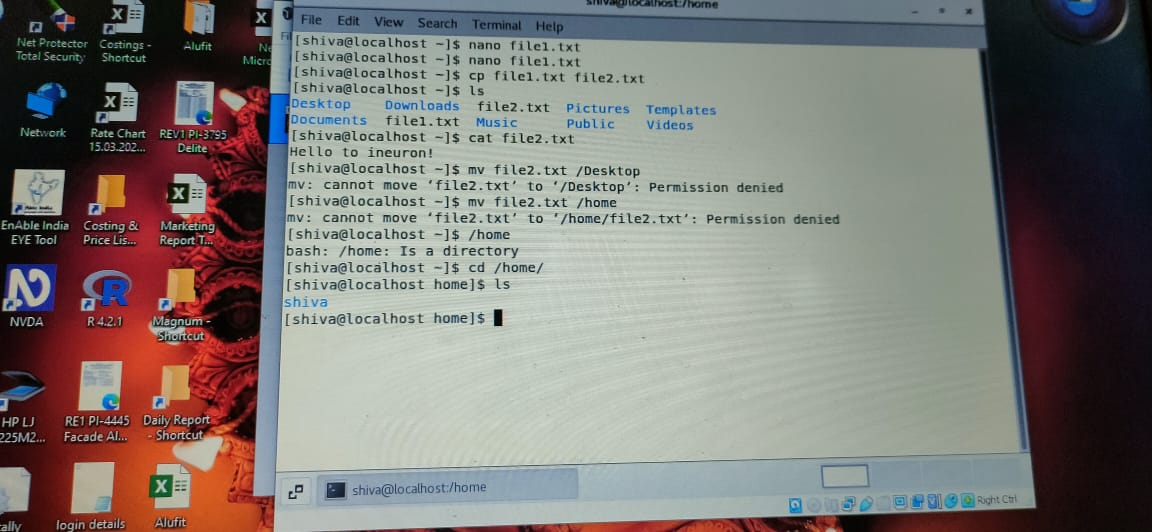 Net Protector
Total Security
Costings -
Shortcut
Alufit
Network
Rate Chart
15.03.202...
REV1 PI-3795
Delite
EnAble India
EYE Tool
Costing &
Price Lis...
Marketing
Report T...
NVDA
R 4.2.1
Magnum -
Shortcut
HP LJ
225M2...
RE1 PI-4445
Facade Al...
Daily Report
- Shortcut
login details
Alufit
shiva@localhost:/home
File Edit View Search Terminal Help
[shiva@localhost ~]$ nano file1.txt
[shiva@localhost ~]$ nano file1.txt
[shiva@localhost ~]$ cp file1.txt file2.txt
[shiva@localhost ~]$ ls
Desktop Downloads file2.txt Pictures Templates
Documents file1.txt Music Public Videos
[shiva@localhost ~]$ cat file2.txt
Hello to ineuron!
[shiva@localhost ~]$ mv file2.txt /Desktop
mv: cannot move ‘file2.txt’ to ‘/Desktop’: Permission denied
[shiva@localhost ~]$ mv file2.txt /home
mv: cannot move ‘file2.txt’ to ‘/home/file2.txt’: Permission denied
[shiva@localhost ~]$ /home
bash: /home: Is a directory
[shiva@localhost ~]$ cd /home/
[shiva@localhost home]$ ls
shiva
[shiva@localhost home]$
shiva@localhost:/home
Right Ctrl